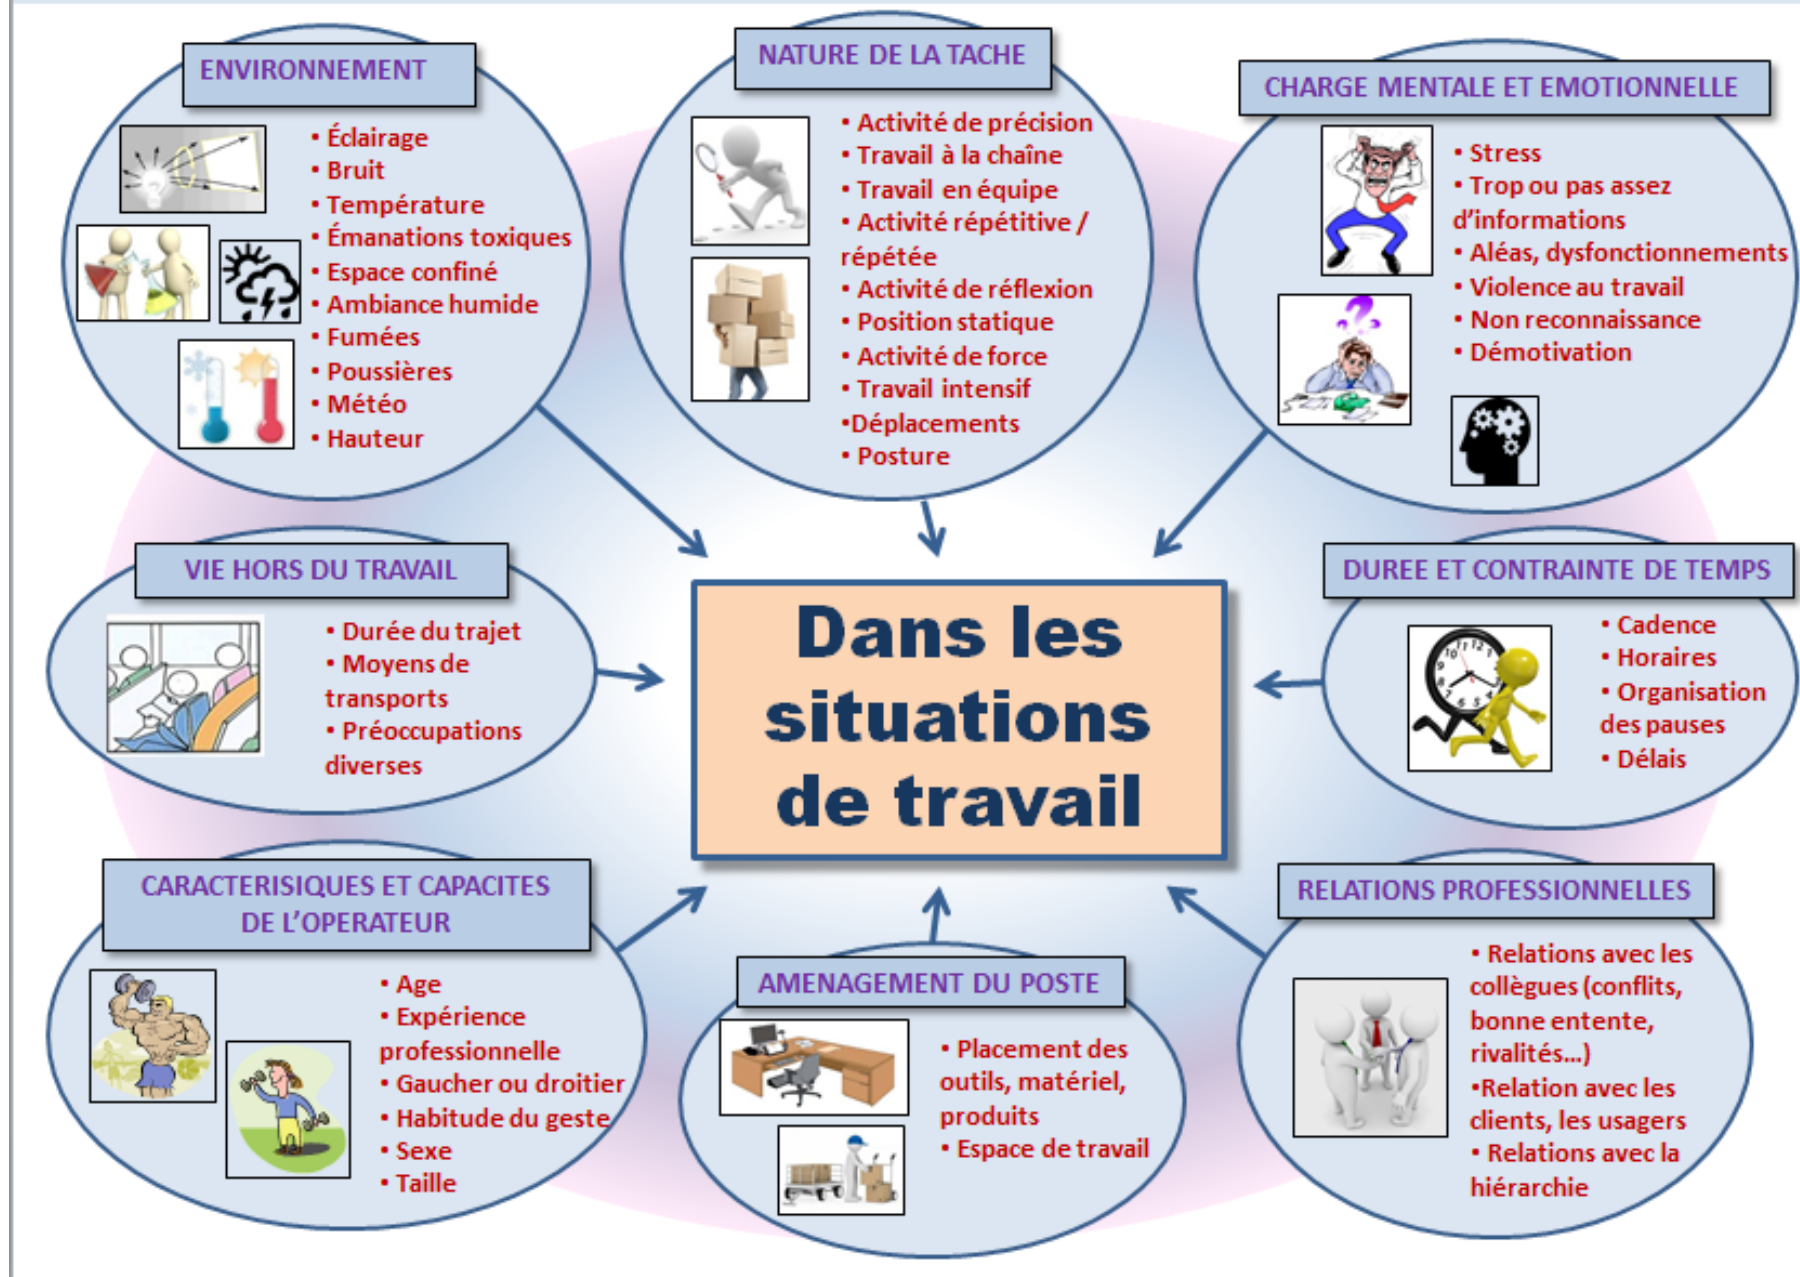 ENVIRONNEMENT
• Éclairage
• Bruit
• Température
• Émanations toxiques
• Espace confiné
• Ambiance humide
• Fumées
• Poussières
• Météo
• Hauteur
NATURE DE LA TACHE
• Activité de précision
• Travail à la chaîne
• Travail en équipe
• Activité répétitive /
répétée
• Activité de réflexion
• Position statique
• Activité de force
• Travail intensif
•Déplacements
• Posture
CHARGE MENTALE ET EMOTIONNELLE
• Stress
• Trop ou pas assez
d’informations
• Aléas, dysfonctionnements
• Violence au travail
• Non reconnaissance
• Démotivation
VIE HORS DU TRAVAIL
• Durée du trajet
• Moyens de
transports
• Préoccupations
diverses
Dans les
situations
de travail
DUREE ET CONTRAINTE DE TEMPS
• Cadence
• Horaires
• Organisation
des pauses
• Délais
CARACTERISIQUES ET CAPACITES
DE L’OPERATEUR
• Age
• Expérience
professionnelle
• Gaucher ou droitier
• Habitude du geste
• Sexe
• Taille
AMENAGEMENT DU POSTE
• Placement des
outils, matériel,
produits
• Espace de travail
RELATIONS PROFESSIONNELLES
• Relations avec les
collègues (conflits,
bonne entente,
rivalités…)
•Relation avec les
clients, les usagers
• Relations avec la
hiérarchie